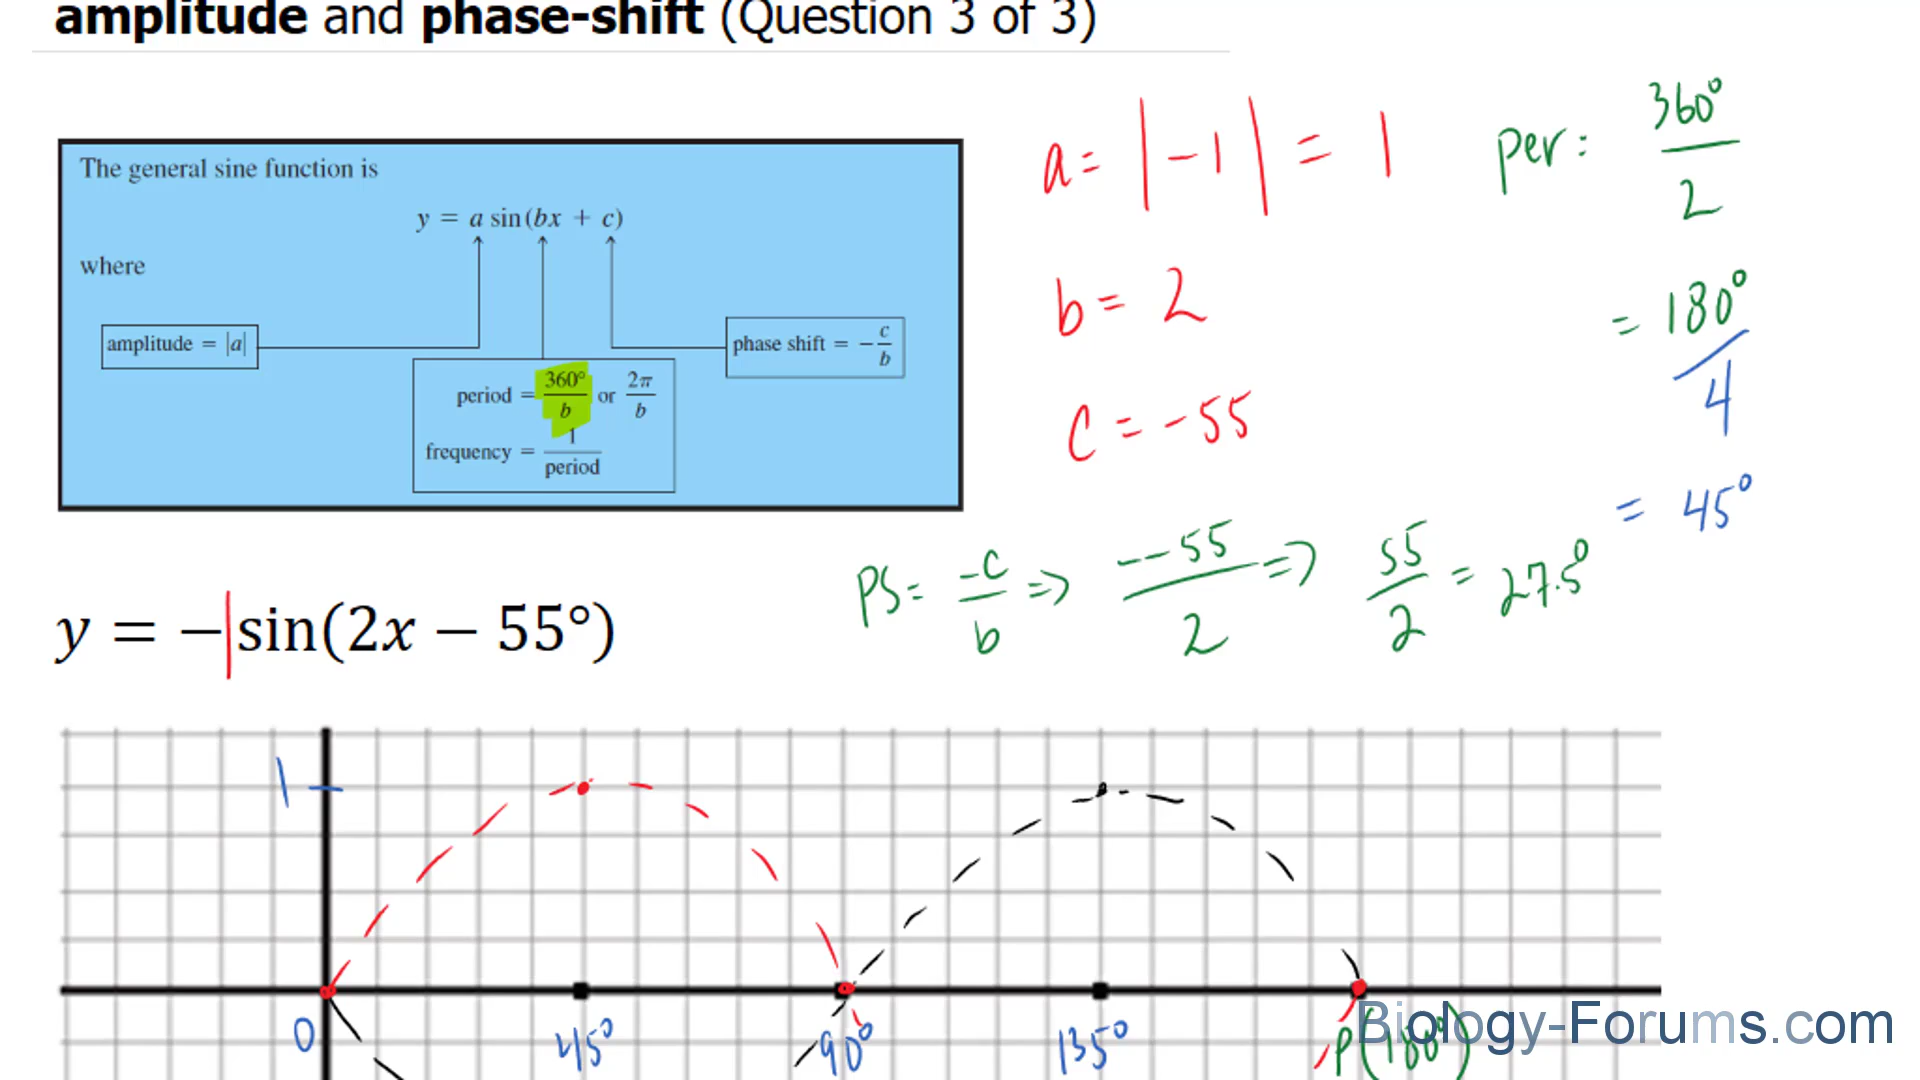 amplitude and phase-shift (Question 3 of 3)
The general sine function is
y = a sin(bx + c)
where
amplitude = |a|
phase shift = −c/b
period = 360°/b or 2π/b
frequency = 1/period
a = |−1| = 1
b = 2
c = −55
per: 360°/2
= 180°/4
= 45°
PS = −c/b ⇒ −−55/2 ⇒ 55/2 = 27.5°
y = −|sin(2x − 55°)
1
0 45° 90° 135° P(180°)
Biology-Forums.com